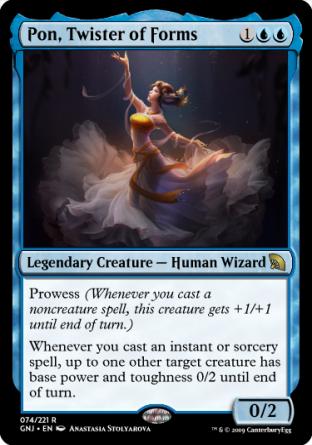 Pon, Twister of Forms 1
Legendary Creature — Human Wizard
Prowess (Whenever you cast a
noncreature spell, this creature gets +1/+1
until end of turn.)
Whenever you cast an instant or sorcery
spell, up to one other target creature has
base power and toughness 0/2 until end
of turn.
0/2
074/221 R
GNJ • EN Anastasia Stolyarova
™ & © 2019 CanterburyEgg